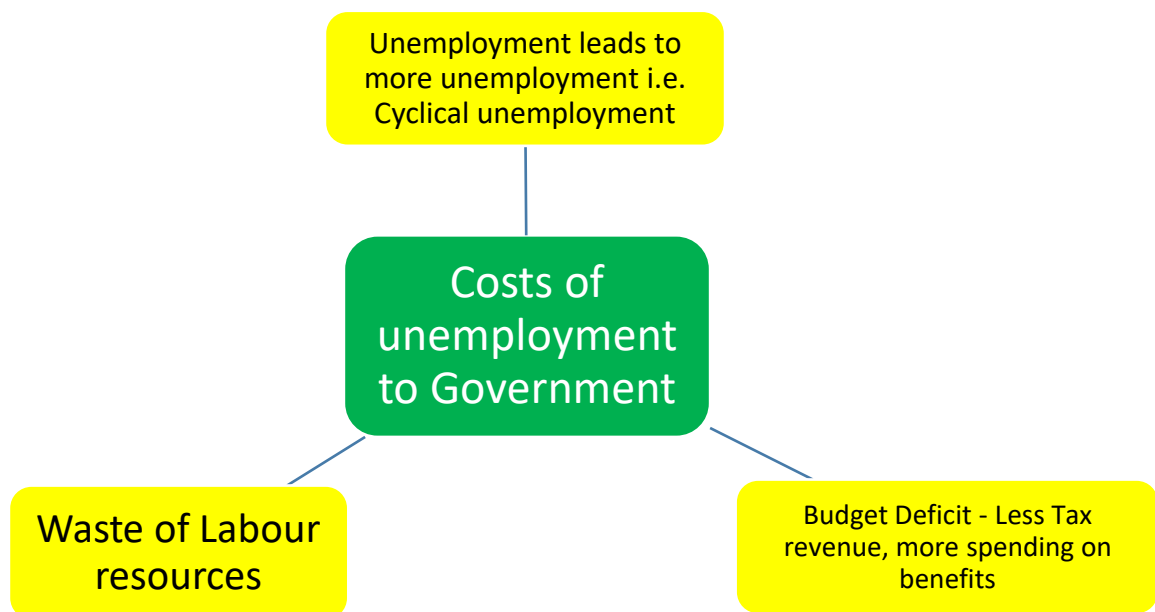 Unemployment leads to
more unemployment i.e.
Cyclical unemployment
Costs of
unemployment
to Government
Waste of Labour
resources
Budget Deficit - Less Tax
revenue, more spending on
benefits